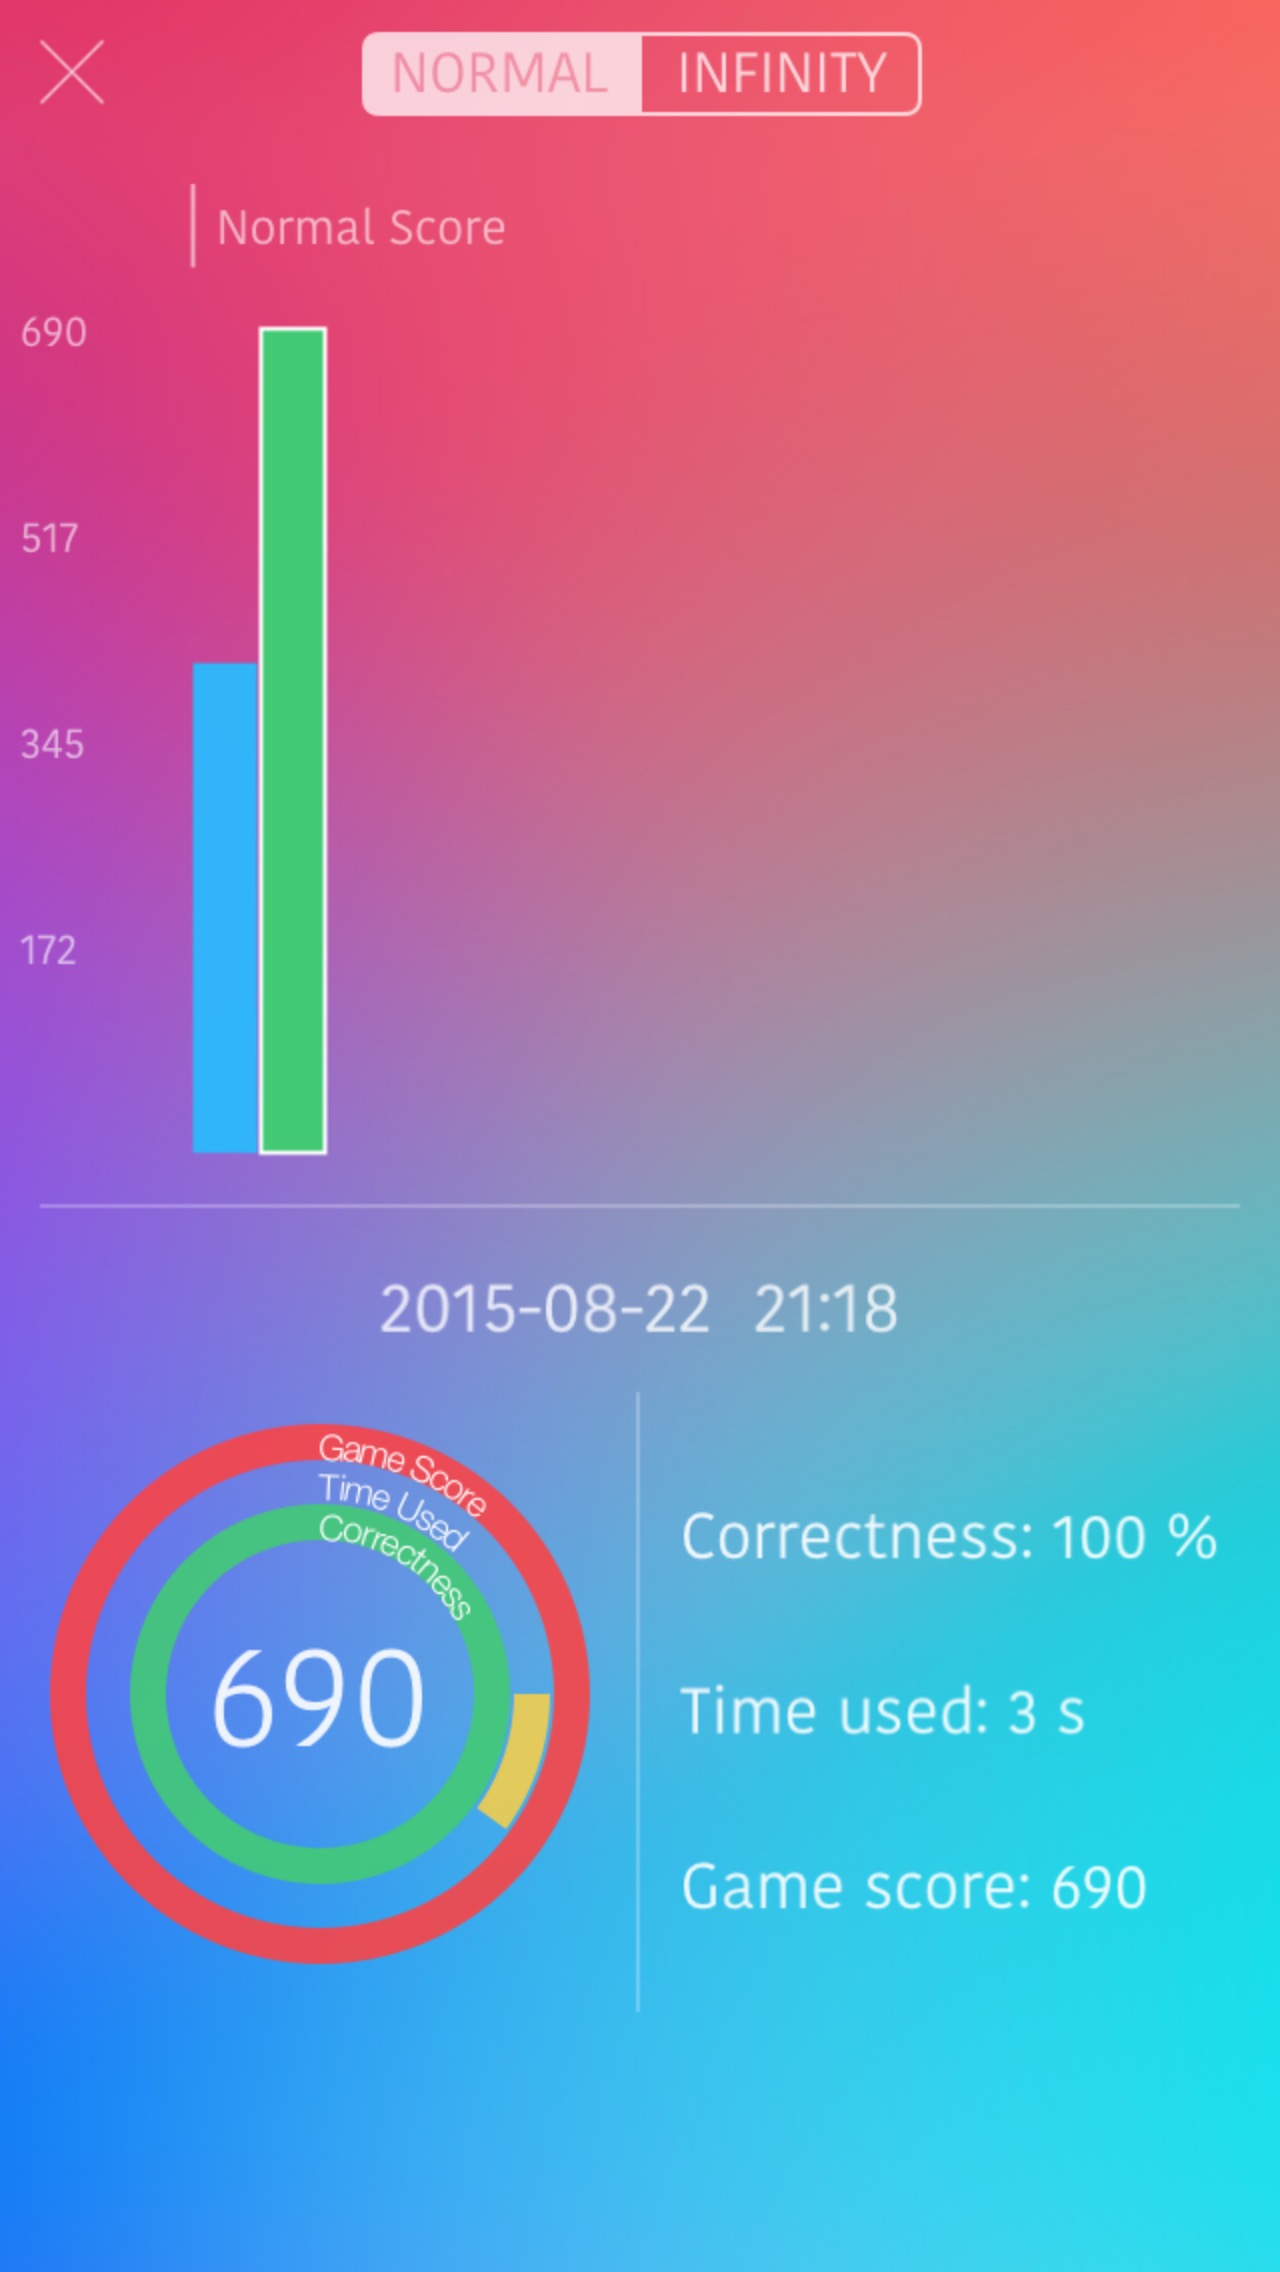 NORMAL INFINITY
Normal Score
690
517
345
172
2015-08-22 21:18
Game Score
Time Used
Correctness
690
Correctness: 100 %
Time used: 3 s
Game score: 690